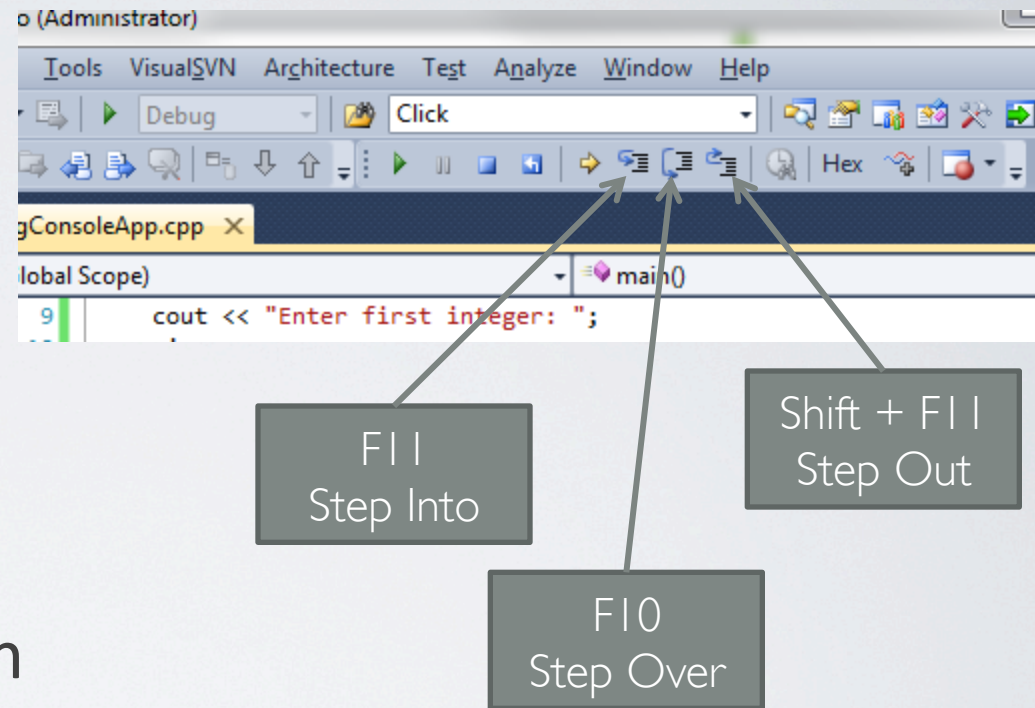 o (Administrator)
Tools VisualSVN Architecture Test Analyze Window Help
Debug Click
Hex
gConsoleApp.cpp X
lobal Scope) main()
9 cout << "Enter first integer: ";
F11
Step Into
Shift + F11
Step Out
F10
Step Over
n